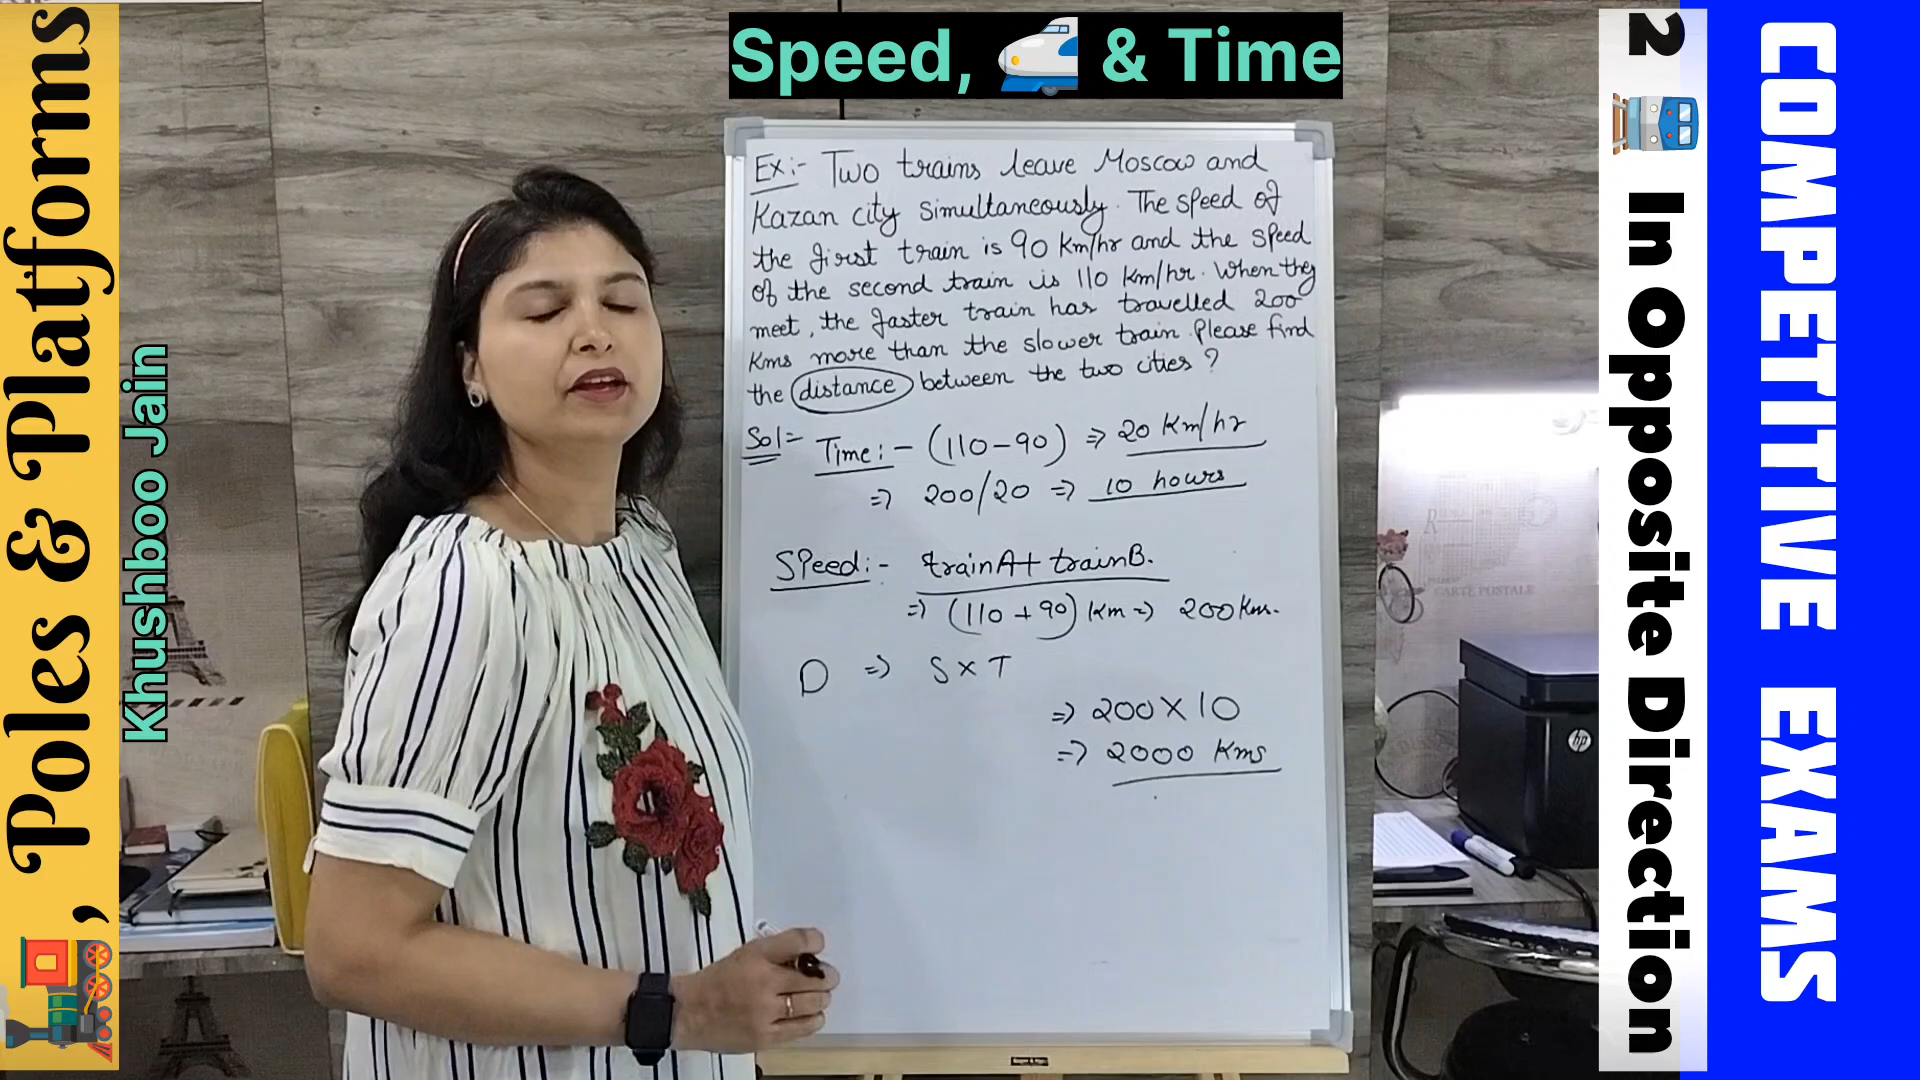 Speed, & Time
, Poles & Platforms
Khushboo Jain
Ex:- Two trains leave Moscow and
Kazan city simultaneously. The speed of
the first train is 90 Km/hr and the speed
of the second train is 110 Km/hr. When they
meet, the faster train has travelled 200
Kms more than the slower train. Please find
the distance between the two cities ?
Sol= Time:- (110-90) => 20 Km/hr
=> 200/20 => 10 hours
Speed:- trainA+ trainB.
=> (110+90) Km => 200 Kms.
D => S x T
=> 200 X 10
=> 2000 Kms
hp
CARTE POSTALE
2 In Opposite Direction
COMPETITIVE EXAMS